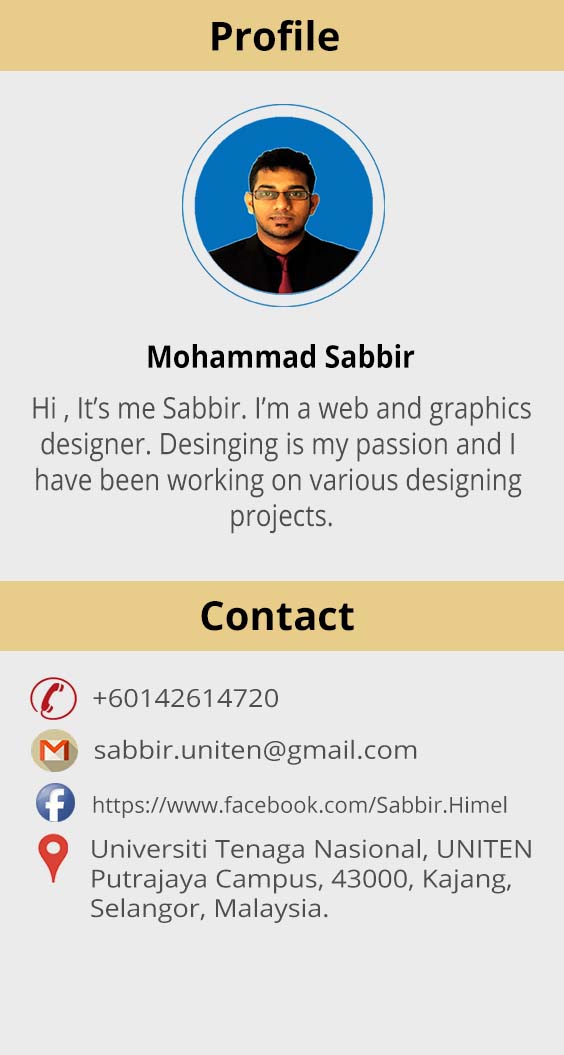 Profile
Mohammad Sabbir
Hi , It’s me Sabbir. I’m a web and graphics
designer. Desinging is my passion and I
have been working on various designing
projects.
Contact
+60142614720
sabbir.uniten@gmail.com
https://www.facebook.com/Sabbir.Himel
Universiti Tenaga Nasional, UNITEN
Putrajaya Campus, 43000, Kajang,
Selangor, Malaysia.